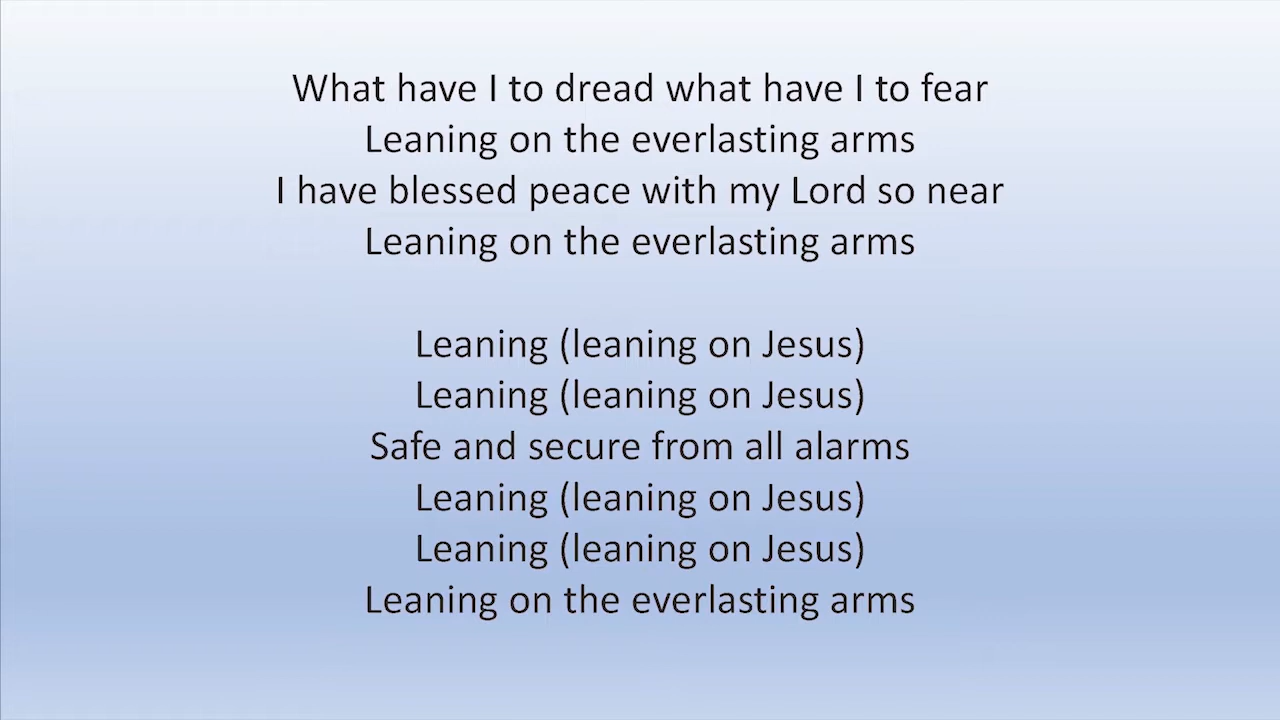 What have I to dread what have I to fear
Leaning on the everlasting arms
I have blessed peace with my Lord so near
Leaning on the everlasting arms
Leaning (leaning on Jesus)
Leaning (leaning on Jesus)
Safe and secure from all alarms
Leaning (leaning on Jesus)
Leaning (leaning on Jesus)
Leaning on the everlasting arms